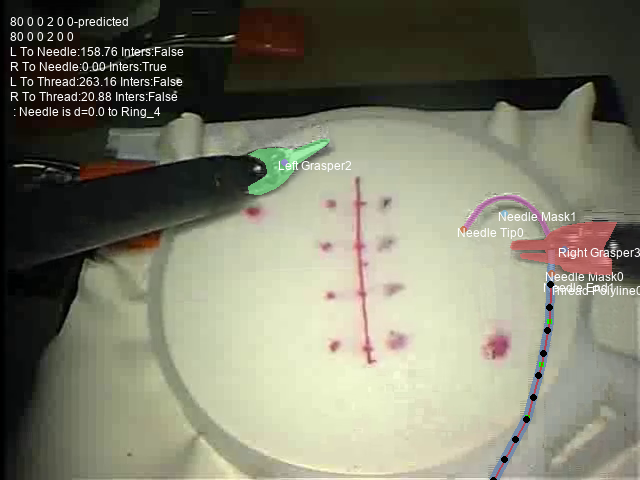 80 0 0 2 0 0-predicted
80 0 0 2 0 0
L To Needle:158.76 Inters:False
R To Needle:0.00 Inters:True
L To Thread:263.16 Inters:False
R To Thread:20.88 Inters:False
: Needle is d=0.0 to Ring_4
Left Grasper2
Needle Mask1
Needle Tip0
Right Grasper3
Needle Mask0
Needle End1
Thread Polyline0